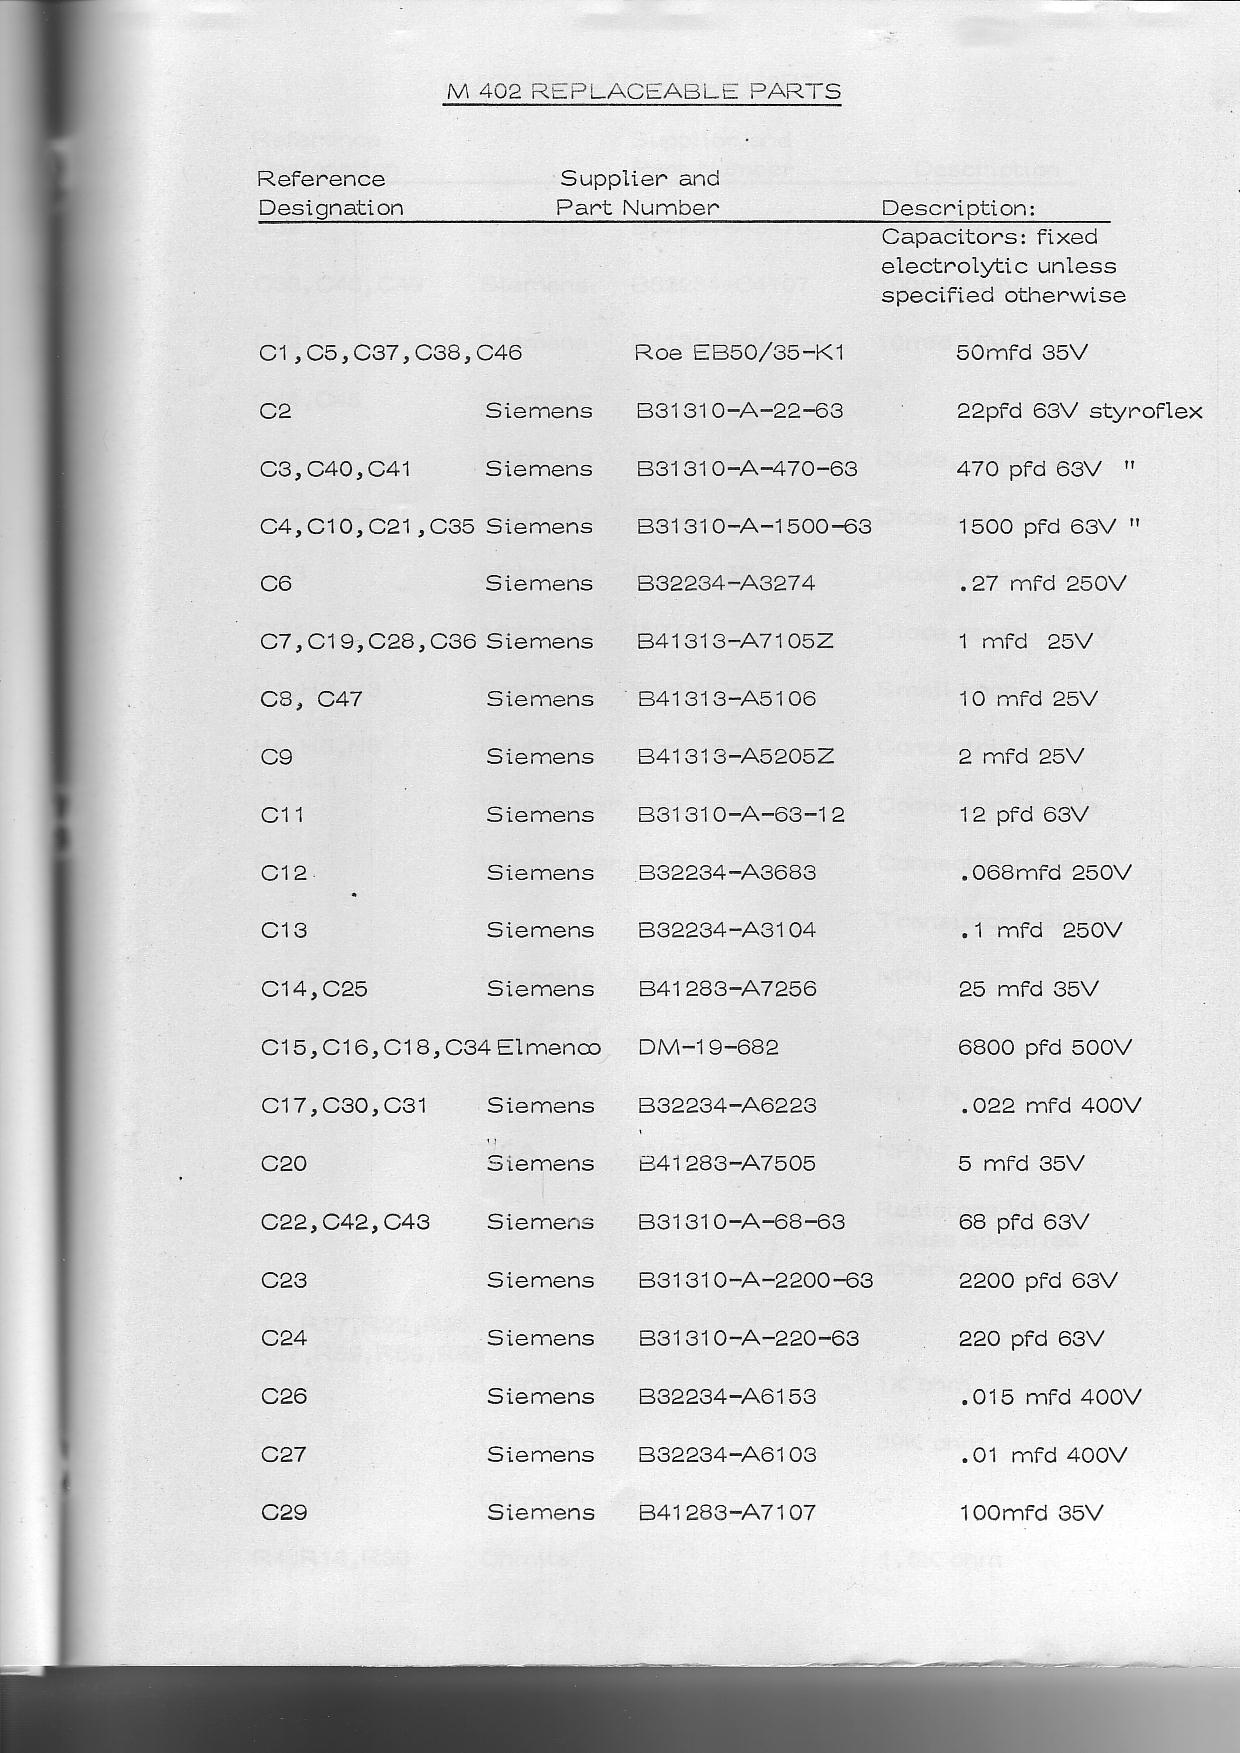 M 402 REPLACEABLE PARTS
Reference Supplier and
Designation Part Number Description:
Capacitors: fixed
electrolytic unless
specified otherwise
C1,C5,C37,C38,C46 Roe EB50/35-K1 50mfd 35V
C2 Siemens B31310-A-22-63 22pfd 63V styroflex
C3,C40,C41 Siemens B31310-A-470-63 470 pfd 63V "
C4,C10,C21,C35 Siemens B31310-A-1500-63 1500 pfd 63V "
C6 Siemens B32234-A3274 .27 mfd 250V
C7,C19,C28,C36 Siemens B41313-A7105Z 1 mfd 25V
C8, C47 Siemens B41313-A5106 10 mfd 25V
C9 Siemens B41313-A5205Z 2 mfd 25V
C11 Siemens B31310-A-63-12 12 pfd 63V
C12 Siemens B32234-A3683 .068mfd 250V
C13 Siemens B32234-A3104 .1 mfd 250V
C14,C25 Siemens B41283-A7256 25 mfd 35V
C15,C16,C18,C34 Elmenco DM-19-682 6800 pfd 500V
C17,C30,C31 Siemens B32234-A6223 .022 mfd 400V
C20 Siemens B41283-A7505 5 mfd 35V
C22,C42,C43 Siemens B31310-A-68-63 68 pfd 63V
C23 Siemens B31310-A-2200-63 2200 pfd 63V
C24 Siemens B31310-A-220-63 220 pfd 63V
C26 Siemens B32234-A6153 .015 mfd 400V
C27 Siemens B32234-A6103 .01 mfd 400V
C29 Siemens B41283-A7107 100mfd 35V